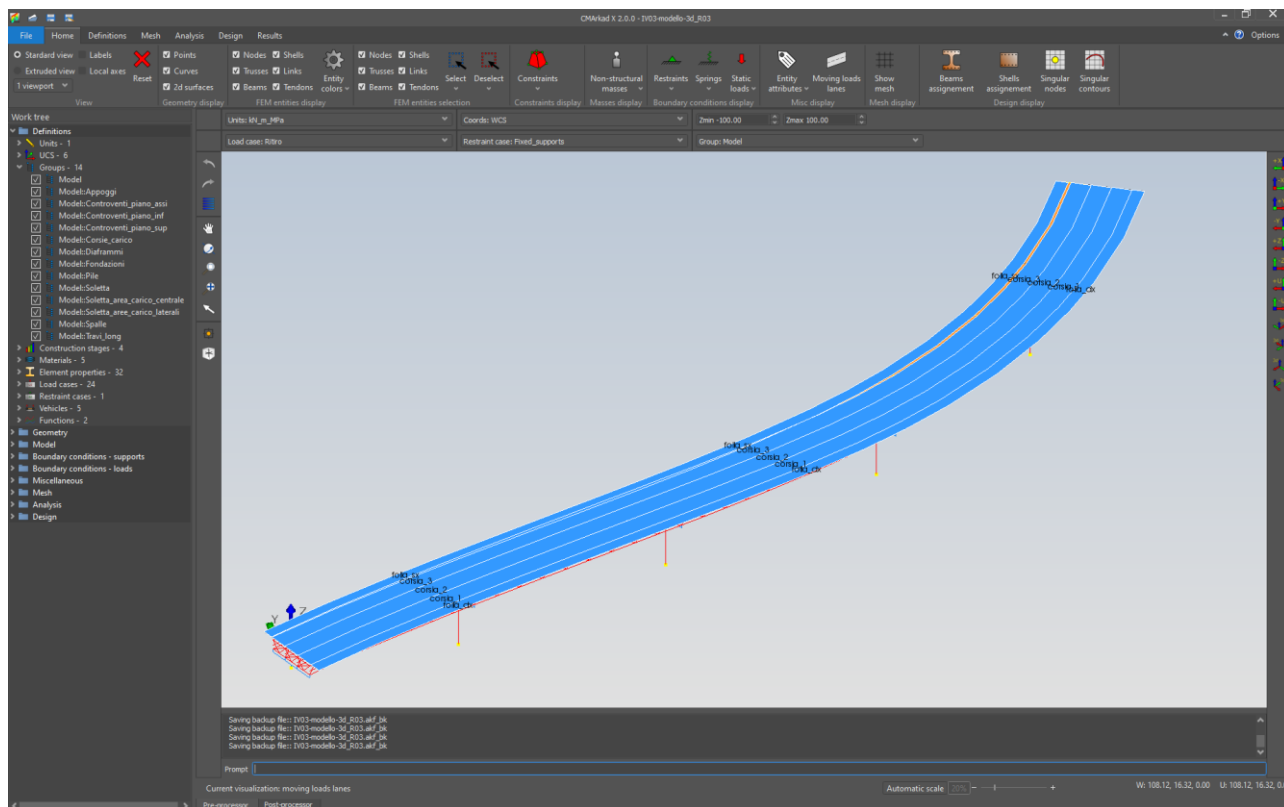 CMArkad X 2.0.0 - IV03-modello-3d_R03
File Home Definitions Mesh Analysis Design Results Options
Standard view Labels
Extruded view Local axes
1 viewport
Reset
View
Points
Curves
2d surfaces
Geometry display
Nodes Shells
Trusses Links
Beams Tendons
Entity colors
FEM entities display
Nodes Shells
Trusses Links
Beams Tendons
Select Deselect
FEM entities selection
Constraints
Constraints display
Non-structural masses
Masses display
Restraints Springs Static loads
Boundary conditions display
Entity attributes Moving loads lanes
Misc display
Show mesh
Mesh display
Beams assignement Shells assignement Singular nodes Singular contours
Design display
Work tree
Units: kN_m_MPa Coords: WCS Zmin -100.00 Zmax 100.00
Load case: Ritiro Restraint case: Fixed_supports Group: Model
Definitions
Units - 1
UCS - 6
Groups - 14
Model
Model::Appoggi
Model::Controventi_piano_assi
Model::Controventi_piano_inf
Model::Controventi_piano_sup
Model::Corsie_carico
Model::Diaframmi
Model::Fondazioni
Model::Pile
Model::Soletta
Model::Soletta_area_carico_centrale
Model::Soletta_aree_carico_laterali
Model::Spalle
Model::Travi_long
Construction stages - 4
Materials - 5
Element properties - 32
Load cases - 24
Restraint cases - 1
Vehicles - 5
Functions - 2
Geometry
Model
Boundary conditions - supports
Boundary conditions - loads
Miscellaneous
Mesh
Analysis
Design
corsia_2
folla_dx
folla_sx
corsia_3
corsia_2
corsia_1
folla_dx
folla_sx
corsia_3
corsia_2
corsia_1
folla_dx
Y Z
Saving backup file:: IV03-modello-3d_R03.akf_bk
Saving backup file:: IV03-modello-3d_R03.akf_bk
Saving backup file:: IV03-modello-3d_R03.akf_bk
Saving backup file:: IV03-modello-3d_R03.akf_bk
Prompt
Current visualization: moving loads lanes Automatic scale 20% W: 108.12, 16.32, 0.00 U: 108.12, 16.32, 0.
Pre-processor Post-processor